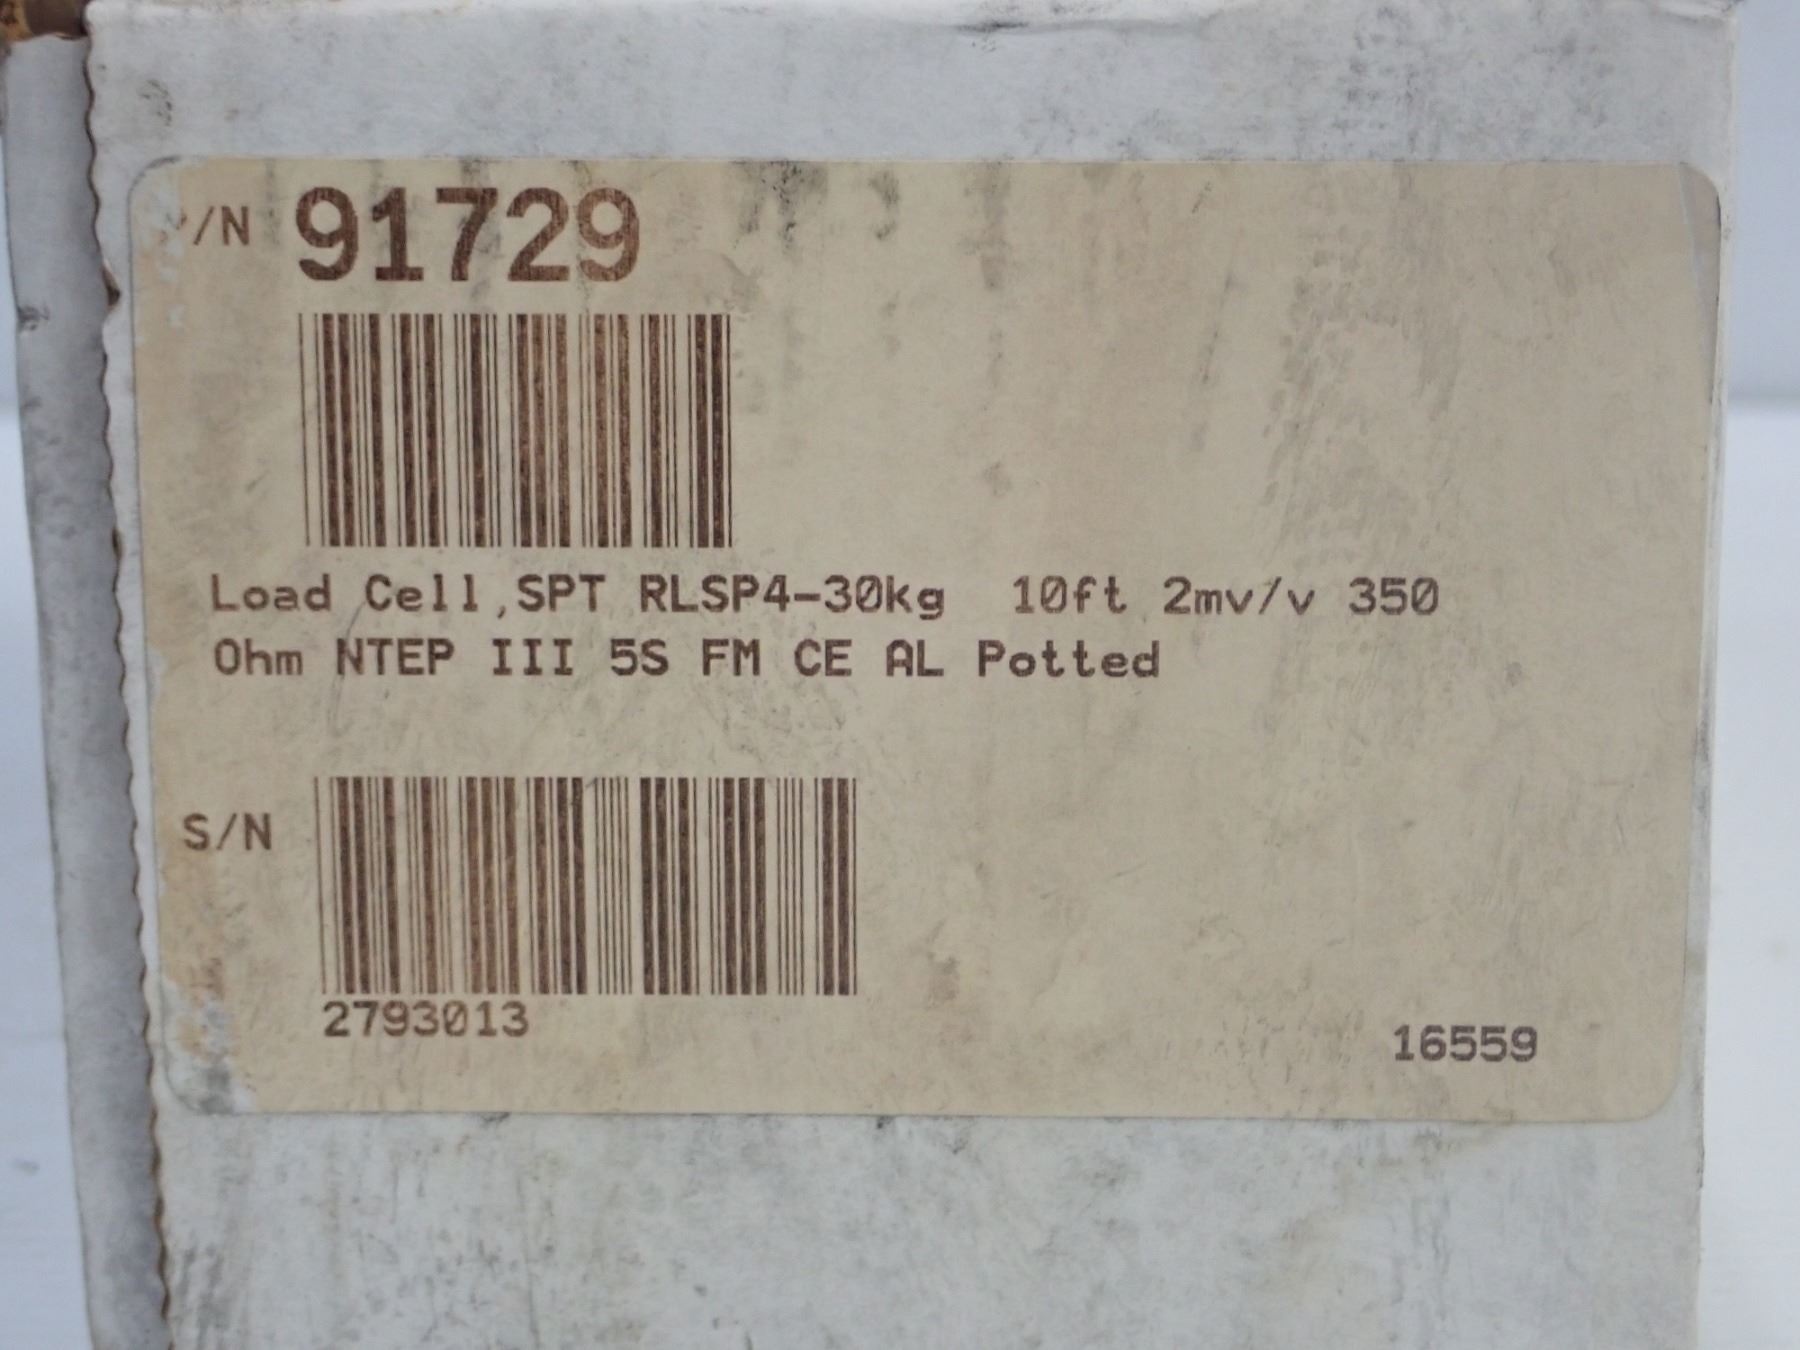 P/N 91729
Load Cell,SPT RLSP4-30kg 10ft 2mv/v 350
Ohm NTEP III 5S FM CE AL Potted
S/N
2793013
16559